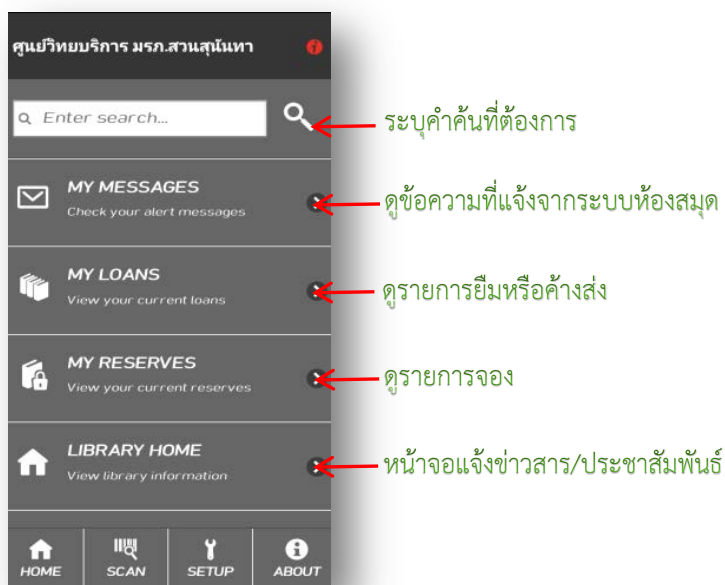 ศูนย์วิทยบริการ มรภ.สวนสุนันทา
Enter search...
ระบุคำค้นที่ต้องการ
MY MESSAGES
Check your alert messages
ดูข้อความที่แจ้งจากระบบห้องสมุด
MY LOANS
View your current loans
ดูรายการยืมหรือค้างส่ง
MY RESERVES
View your current reserves
ดูรายการจอง
LIBRARY HOME
View library information
หน้าจอแจ้งข่าวสาร/ประชาสัมพันธ์
HOME SCAN SETUP ABOUT